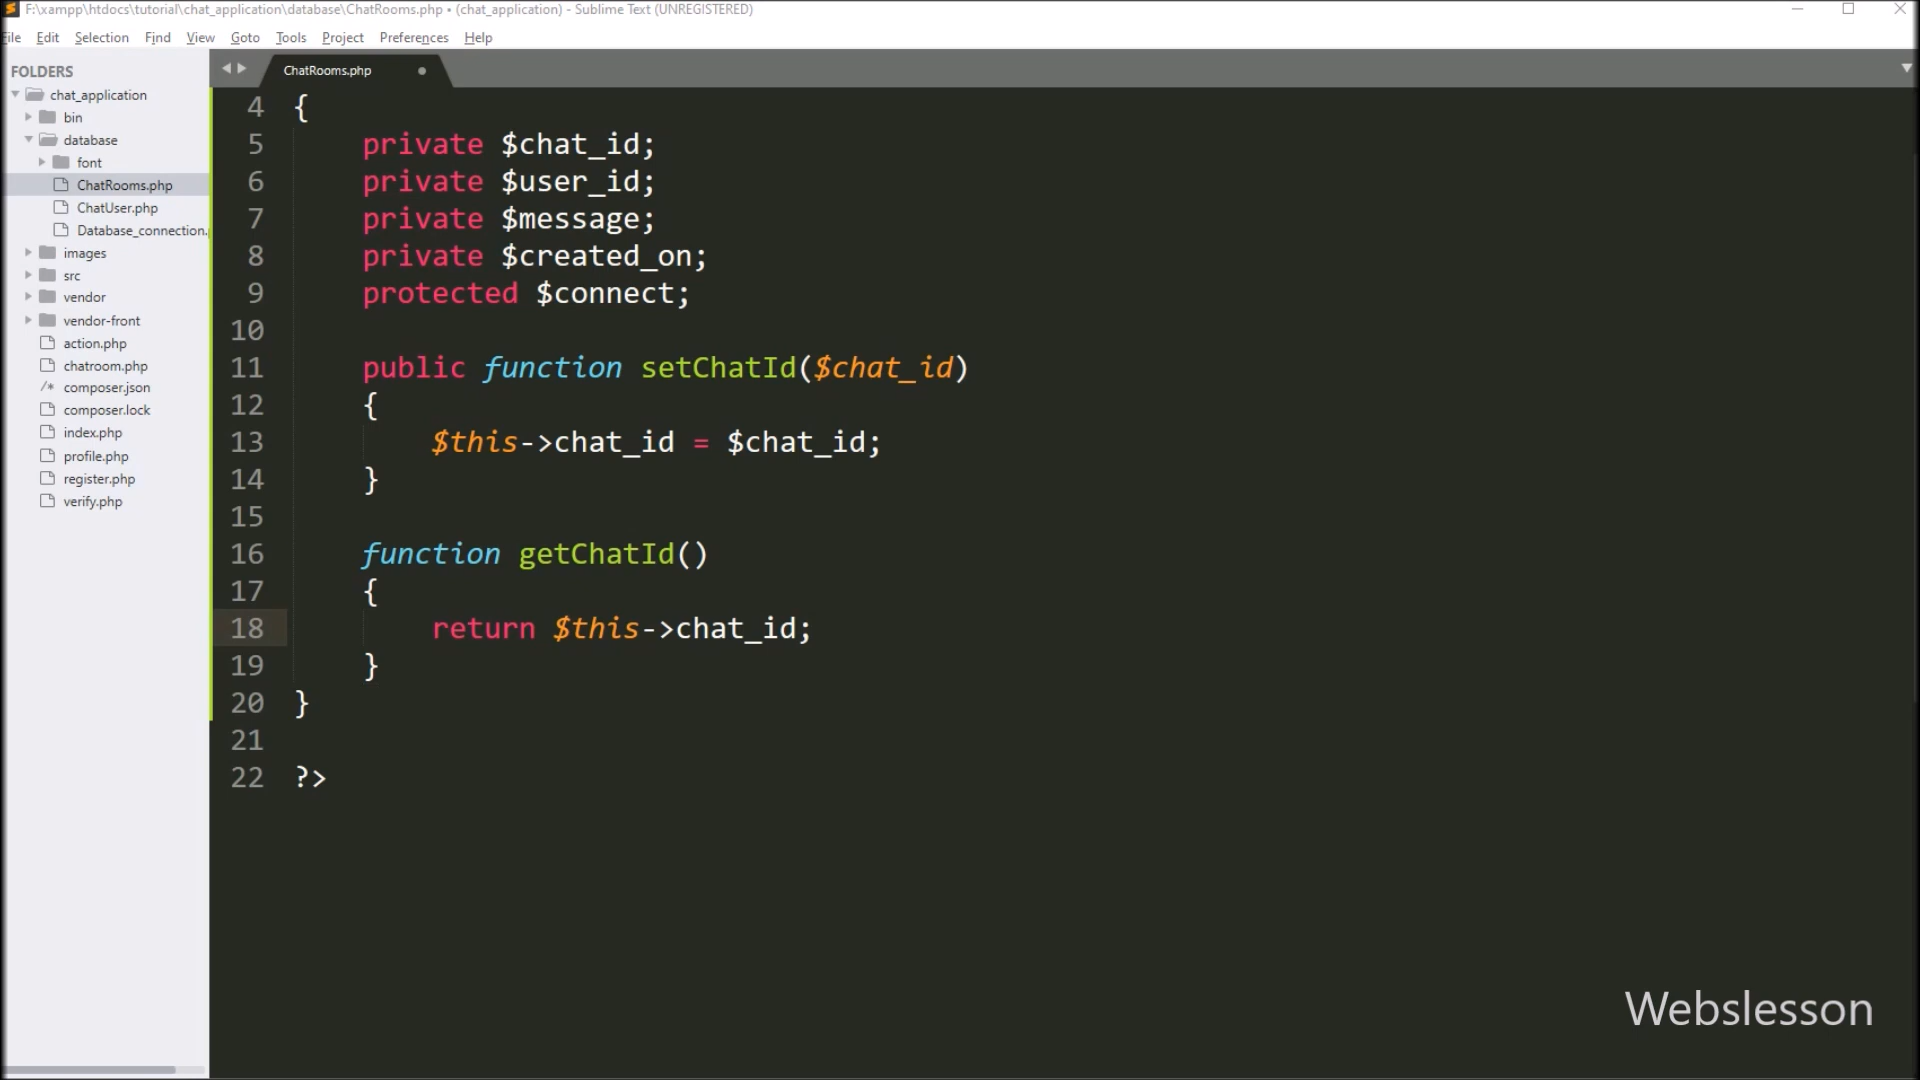 F:\xampp\htdocs\tutorial\chat_application\database\ChatRooms.php • (chat_application) - Sublime Text (UNREGISTERED)
File Edit Selection Find View Goto Tools Project Preferences Help
FOLDERS
chat_application
bin
database
font
ChatRooms.php
ChatUser.php
Database_connection.
images
src
vendor
vendor-front
action.php
chatroom.php
/* composer.json
composer.lock
index.php
profile.php
register.php
verify.php
ChatRooms.php
4 {
5 private $chat_id;
6 private $user_id;
7 private $message;
8 private $created_on;
9 protected $connect;
10
11 public function setChatId($chat_id)
12 {
13 $this->chat_id = $chat_id;
14 }
15
16 function getChatId()
17 {
18 return $this->chat_id;
19 }
20 }
21
22 ?>
Webslesson